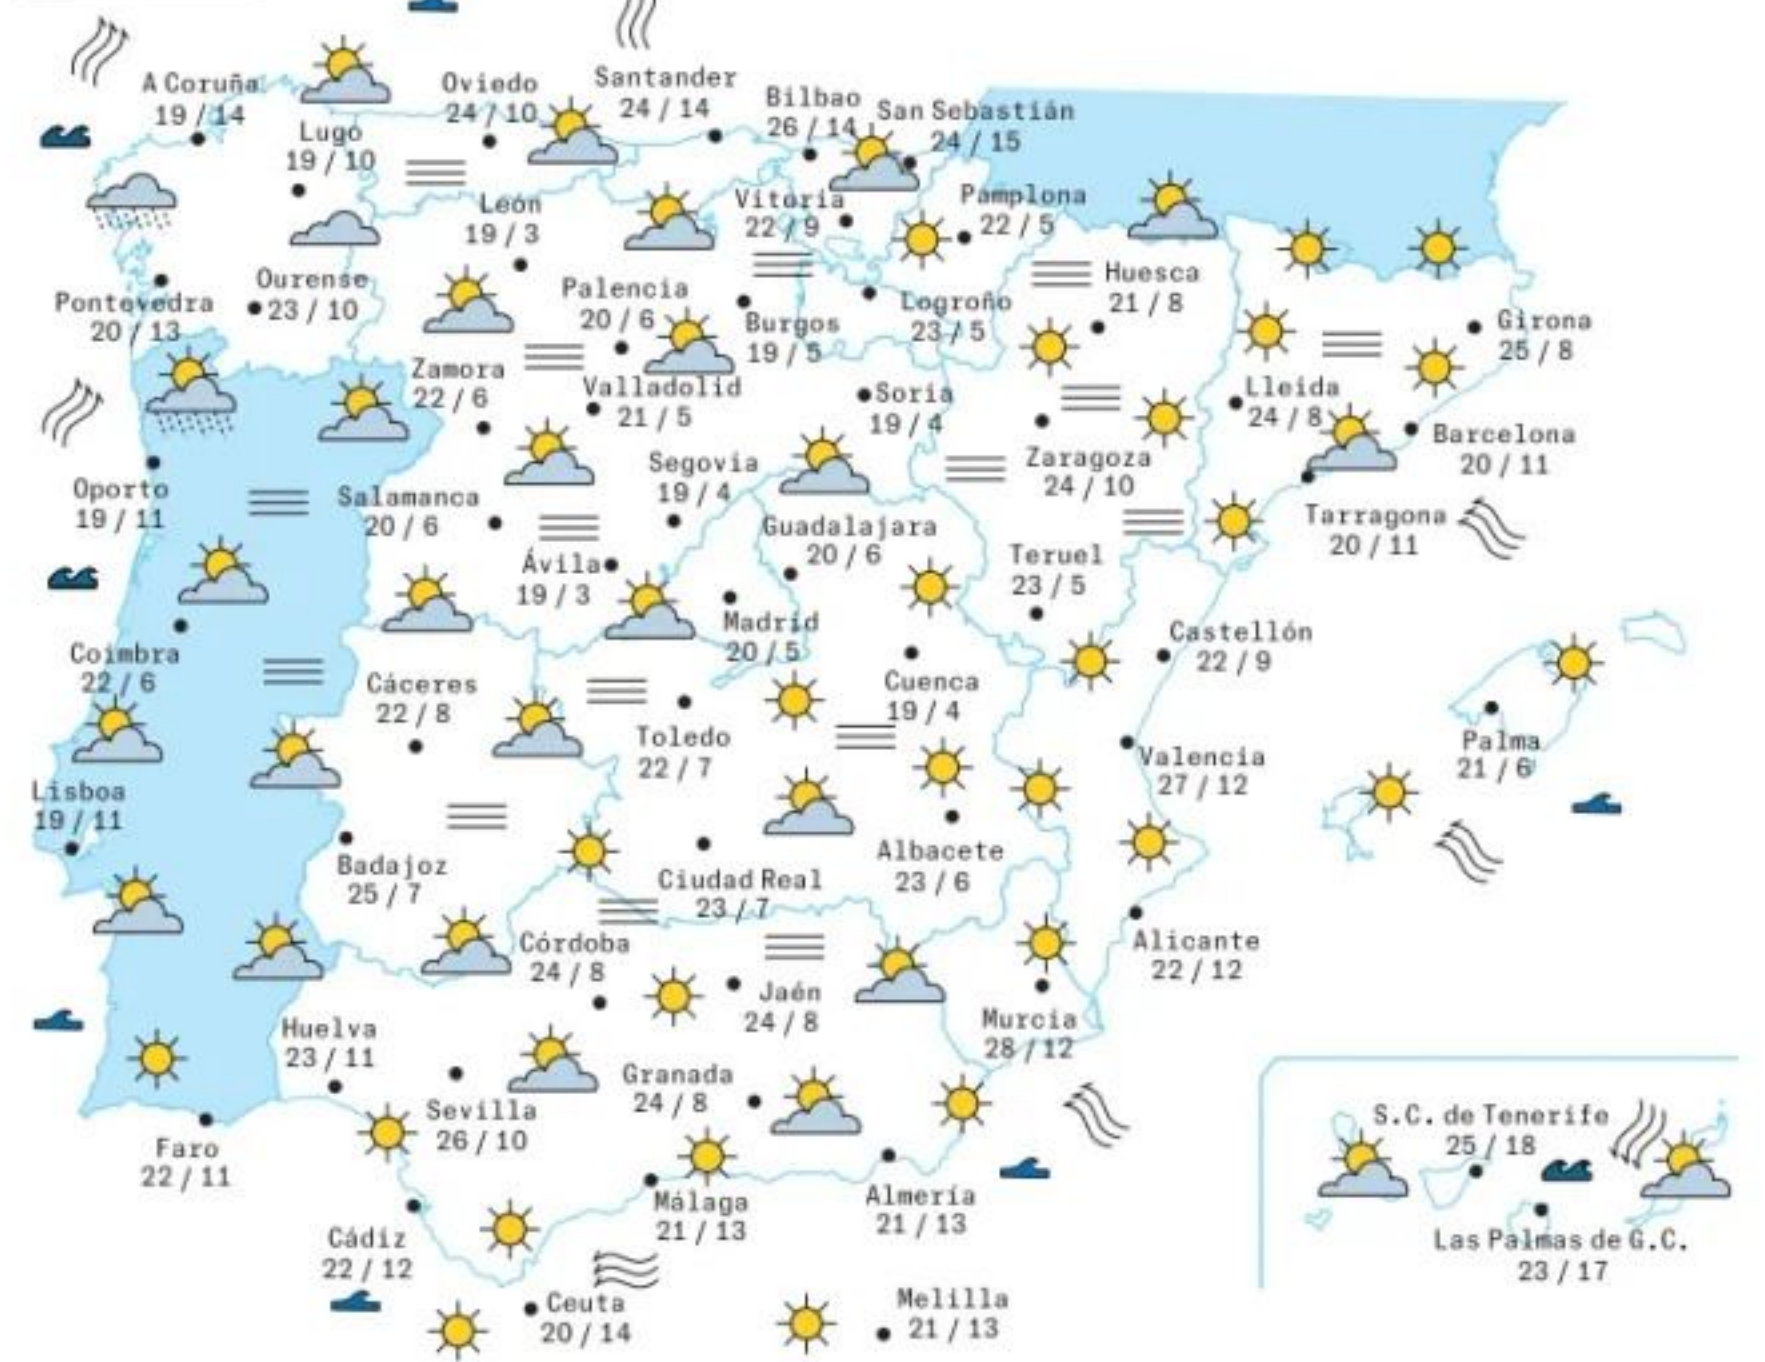 A Coruña
19 / 14
Lugo
19 / 10
Oviedo
24 / 10
Santander
24 / 14
Bilbao
26 / 14
San Sebastián
24 / 15
León
19 / 3
Vitoria
22 / 9
Pamplona
22 / 5
Pontevedra
20 / 13
Ourense
23 / 10
Palencia
20 / 6
Burgos
19 / 5
Logroño
23 / 5
Huesca
21 / 8
Girona
25 / 8
Zamora
22 / 6
Valladolid
21 / 5
Soria
19 / 4
Lleida
24 / 8
Barcelona
20 / 11
Oporto
19 / 11
Salamanca
20 / 6
Segovia
19 / 4
Zaragoza
24 / 10
Tarragona
20 / 11
Ávila
19 / 3
Guadalajara
20 / 6
Teruel
23 / 5
Coimbra
22 / 6
Madrid
20 / 5
Castellón
22 / 9
Cáceres
22 / 8
Toledo
22 / 7
Cuenca
19 / 4
Valencia
27 / 12
Palma
21 / 6
Lisboa
19 / 11
Badajoz
25 / 7
Ciudad Real
23 / 7
Albacete
23 / 6
Córdoba
24 / 8
Alicante
22 / 12
Jaén
24 / 8
Murcia
28 / 12
Huelva
23 / 11
Granada
24 / 8
Sevilla
26 / 10
Faro
22 / 11
S.C. de Tenerife
25 / 18
Málaga
21 / 13
Almería
21 / 13
Cádiz
22 / 12
Las Palmas de G.C.
23 / 17
Ceuta
20 / 14
Melilla
21 / 13